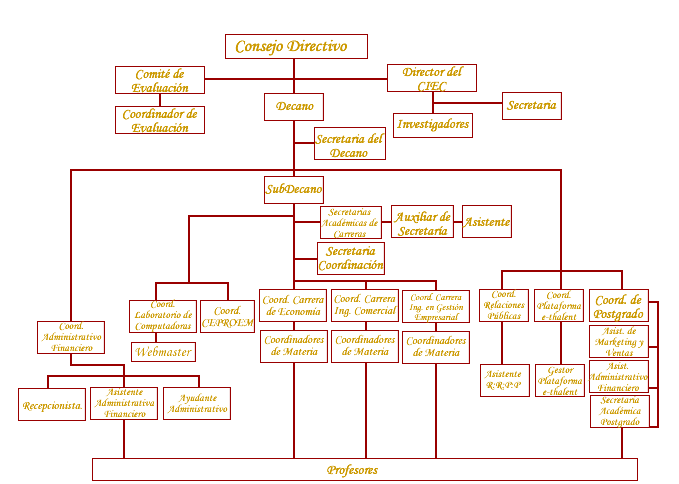 Consejo Directivo
Comité de
Evaluación
Director del
CIEC
Coordinador de
Evaluación
Decano
Investigadores
Secretaria
Secretaria del
Decano
SubDecano
Secretarias
Académicas de
Carreras
Auxiliar de
Secretaría
Asistente
Secretaria
Coordinación
Coord.
Laboratorio de
Computadoras
Coord.
CEPROEM
Coord. Carrera
de Economía
Coord. Carrera
Ing. Comercial
Coord. Carrera
Ing. en Gestión
Empresarial
Coord.
Relaciones
Públicas
Coord.
Plataforma
e-thalent
Coord. de
Postgrado
Coord.
Administrativo
Financiero
Webmaster
Coordinadores
de Materia
Coordinadores
de Materia
Coordinadores
de Materia
Asist. de
Marketing y
Ventas
Asistente
R.R.P.P
Gestor
Plataforma
e-thalent
Asist.
Administrativo
Financiero
Recepcionista.
Asistente
Administrativa
Financiero
Ayudante
Administrativo
Secretaria
Académica
Postgrado
Profesores